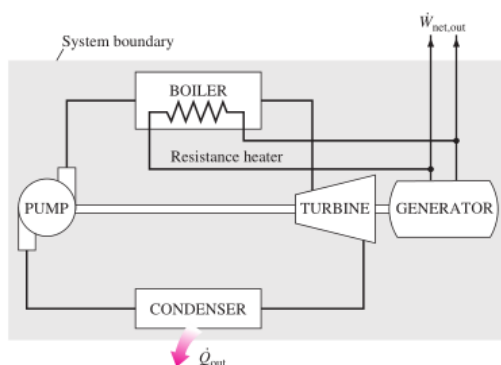 Ẇnet,out
System boundary
BOILER
Resistance heater
PUMP
TURBINE
GENERATOR
CONDENSER
Q̇out